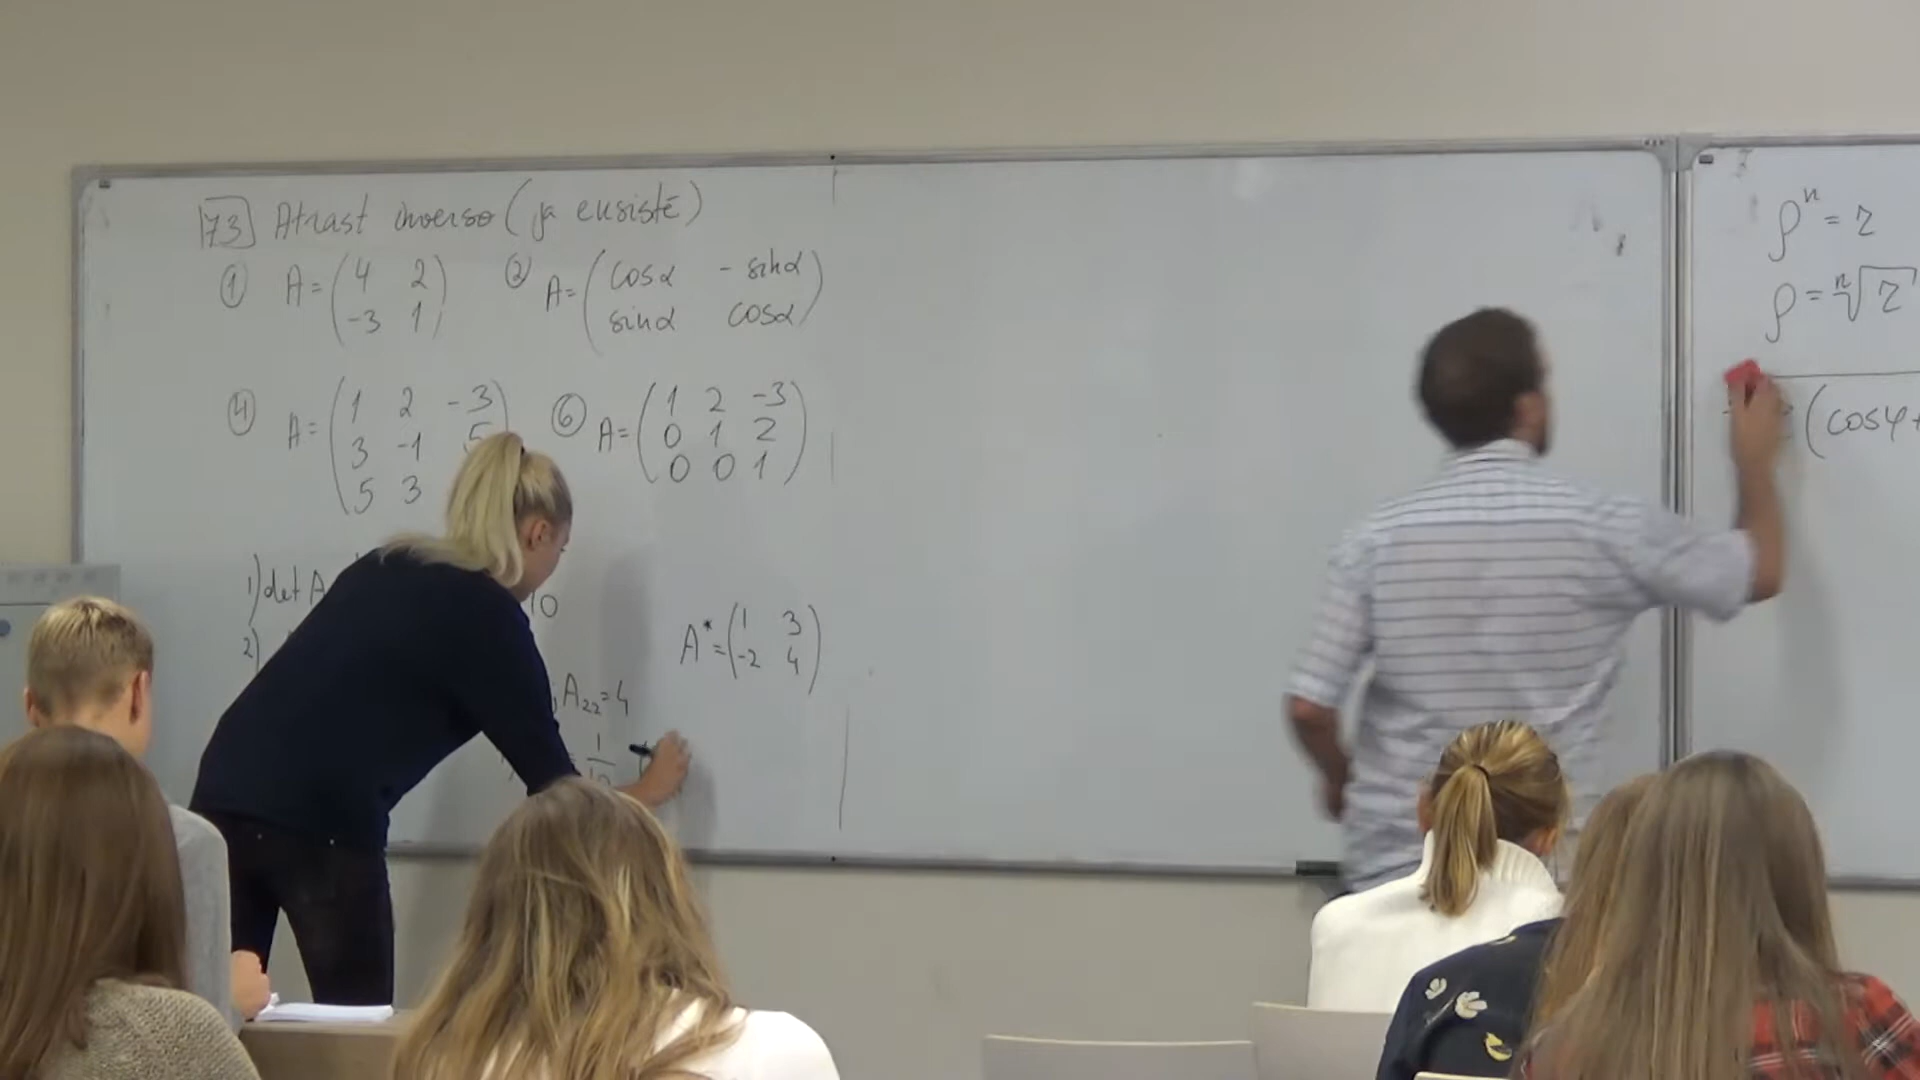 73 Atrast inverso (ja eksistē)
① A = (4 2
-3 1)
② A = (cosα - sinα
sinα cosα)
④ A = (1 2 -3
3 -1 5
5 3
⑥ A = (1 2 -3
0 1 2
0 0 1)
1) det A 10
2)
A* = (1 3
-2 4)
; A₂₂ = 4
= 1/10
ρⁿ = r
ρ = ⁿ√r
(cosφ+